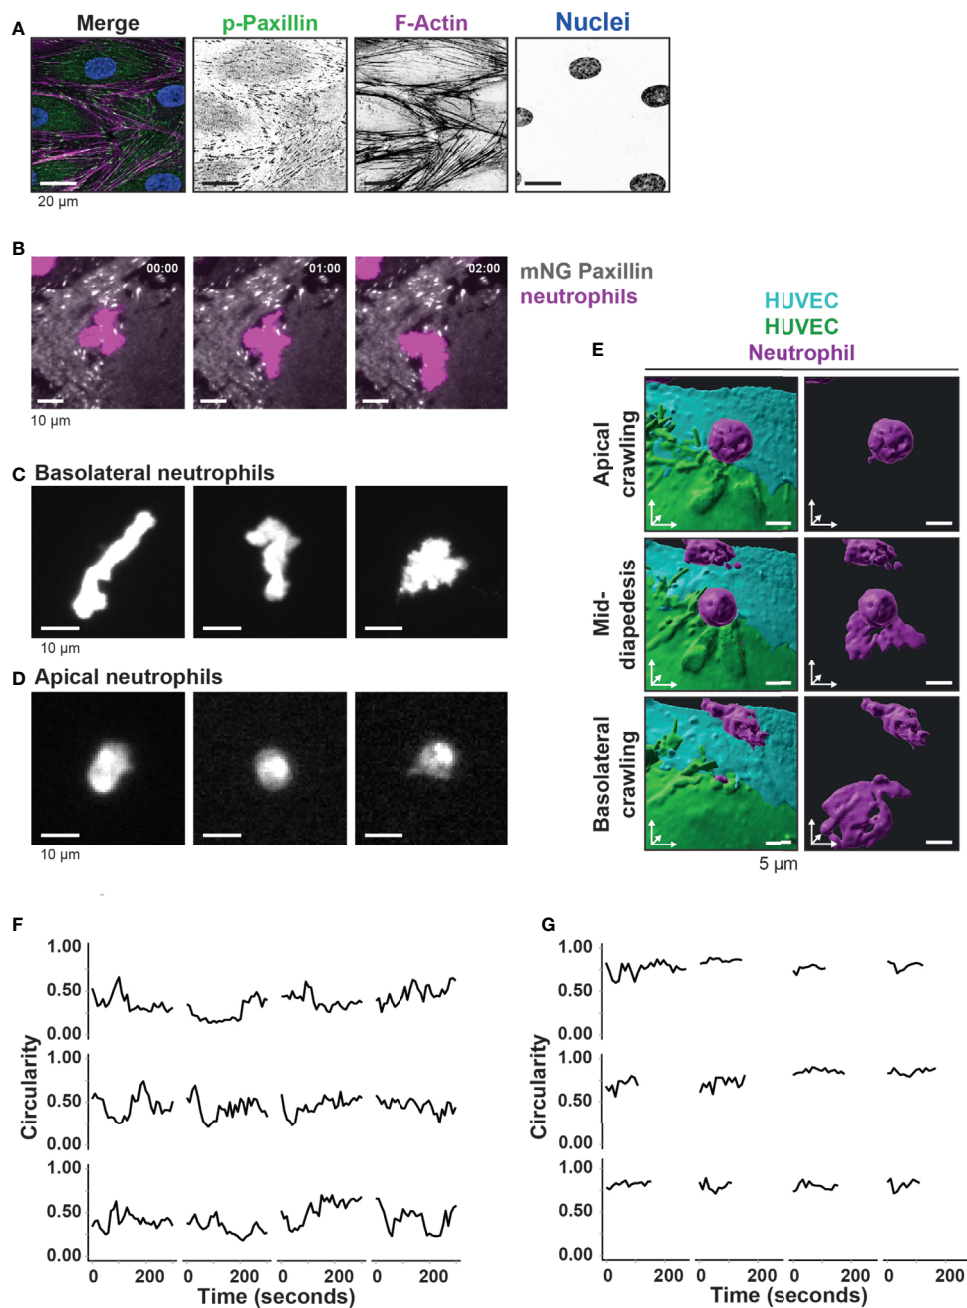 A
Merge
p-Paxillin
F-Actin
Nuclei
20 µm
B
00:00
01:00
02:00
mNG Paxillin
neutrophils
10 µm
C Basolateral neutrophils
10 µm
D Apical neutrophils
10 µm
HUVEC
HUVEC
Neutrophil
E
Apical
crawling
Mid-
diapedesis
Basolateral
crawling
5 µm
F
1.00
0.50
0.00
1.00
0.50
0.00
1.00
0.50
0.00
Circularity
0 200 0 200 0 200 0 200
Time (seconds)
G
1.00
0.50
0.00
1.00
0.50
0.00
1.00
0.50
0.00
Circularity
0 200 0 200 0 200 0 200
Time (seconds)